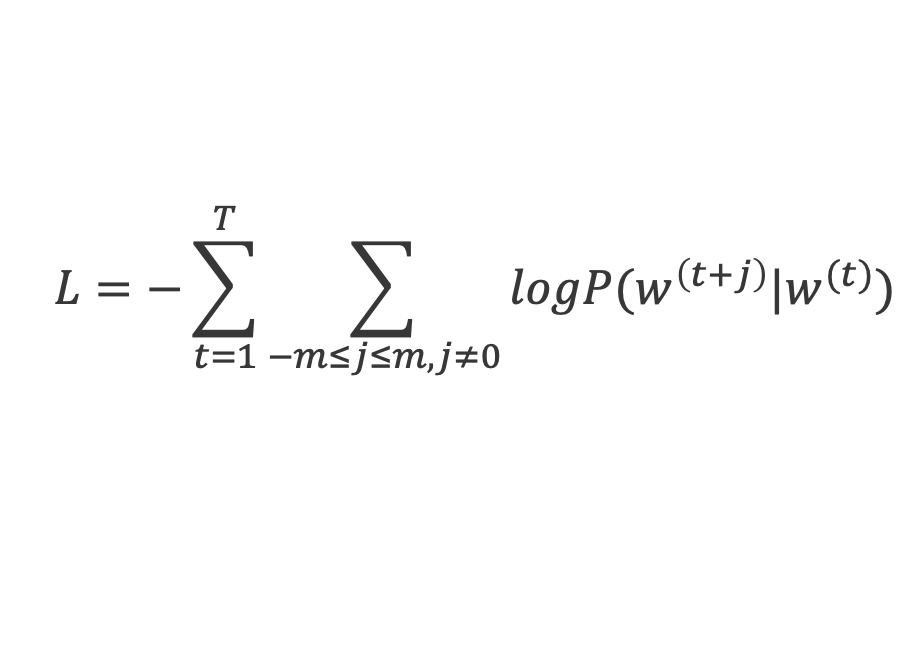 L = − ∑_{t=1}^{T} ∑_{−m≤j≤m,j≠0} logP(w^{(t+j)}|w^{(t)})